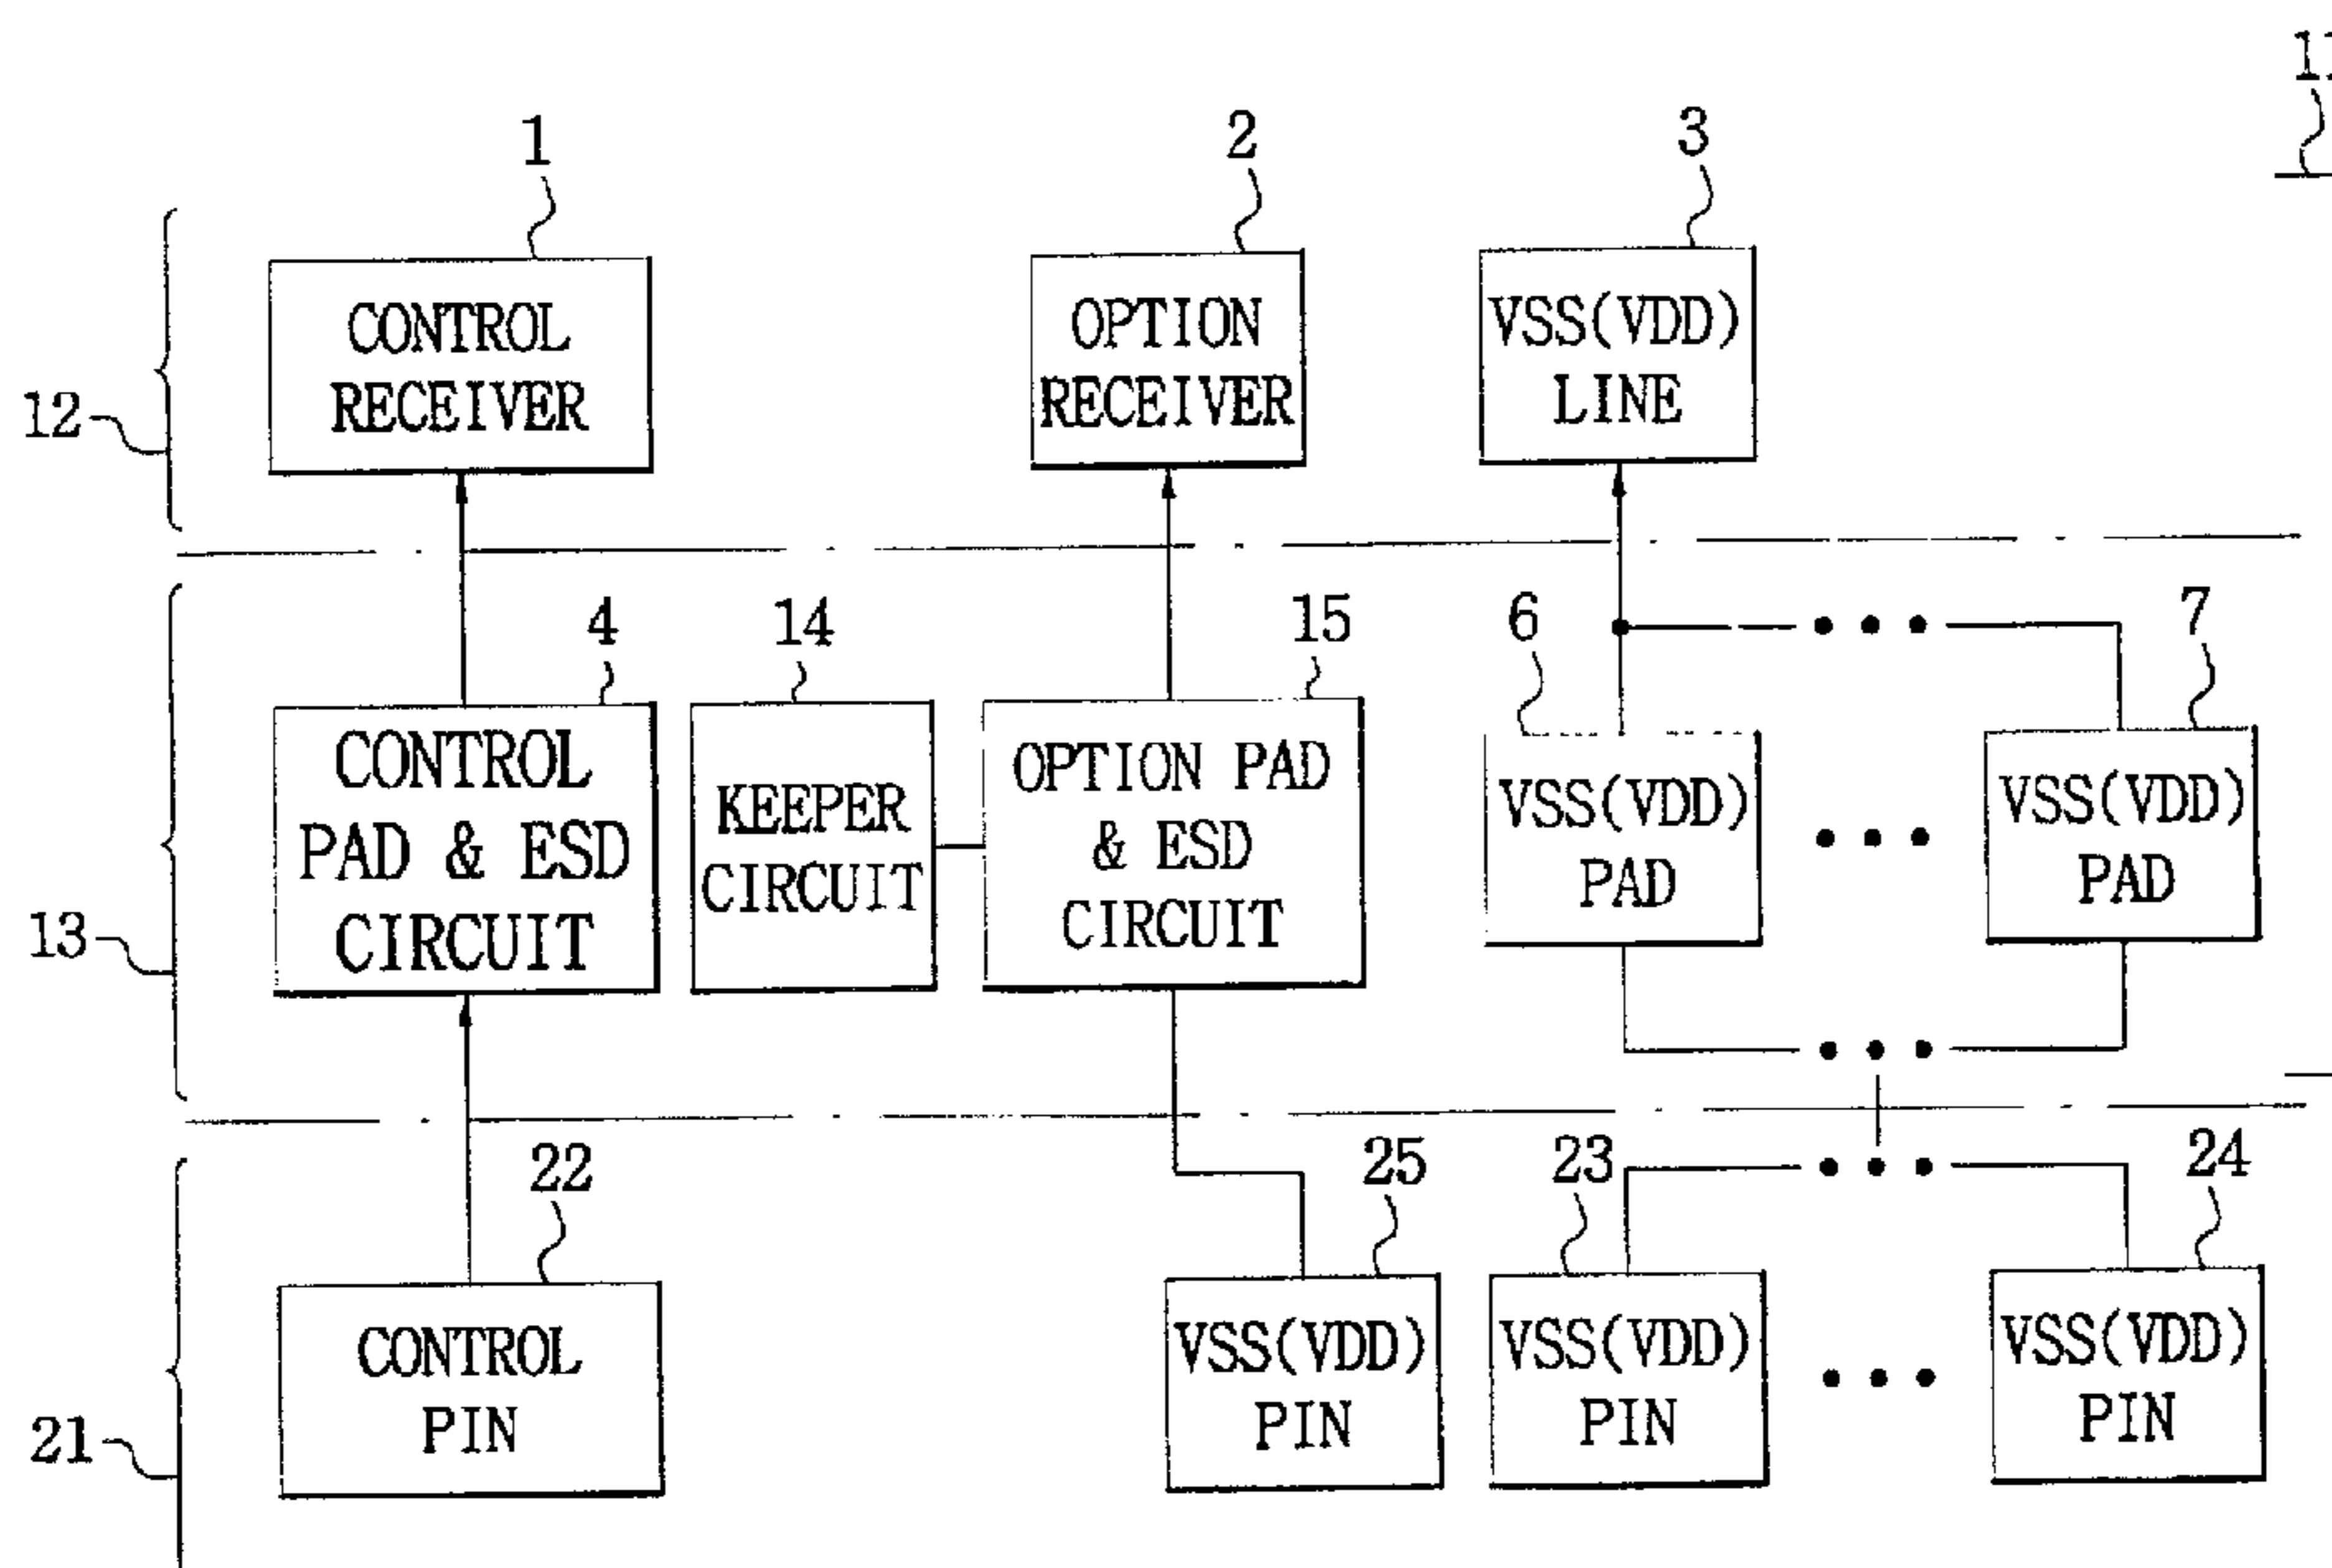 11
1
2
3
CONTROL
RECEIVER
OPTION
RECEIVER
VSS(VDD)
LINE
12
4
14
15
6
7
CONTROL
PAD & ESD
CIRCUIT
KEEPER
CIRCUIT
OPTION PAD
& ESD
CIRCUIT
VSS(VDD)
PAD
VSS(VDD)
PAD
13
22
25
23
24
CONTROL
PIN
VSS(VDD)
PIN
VSS(VDD)
PIN
VSS(VDD)
PIN
21